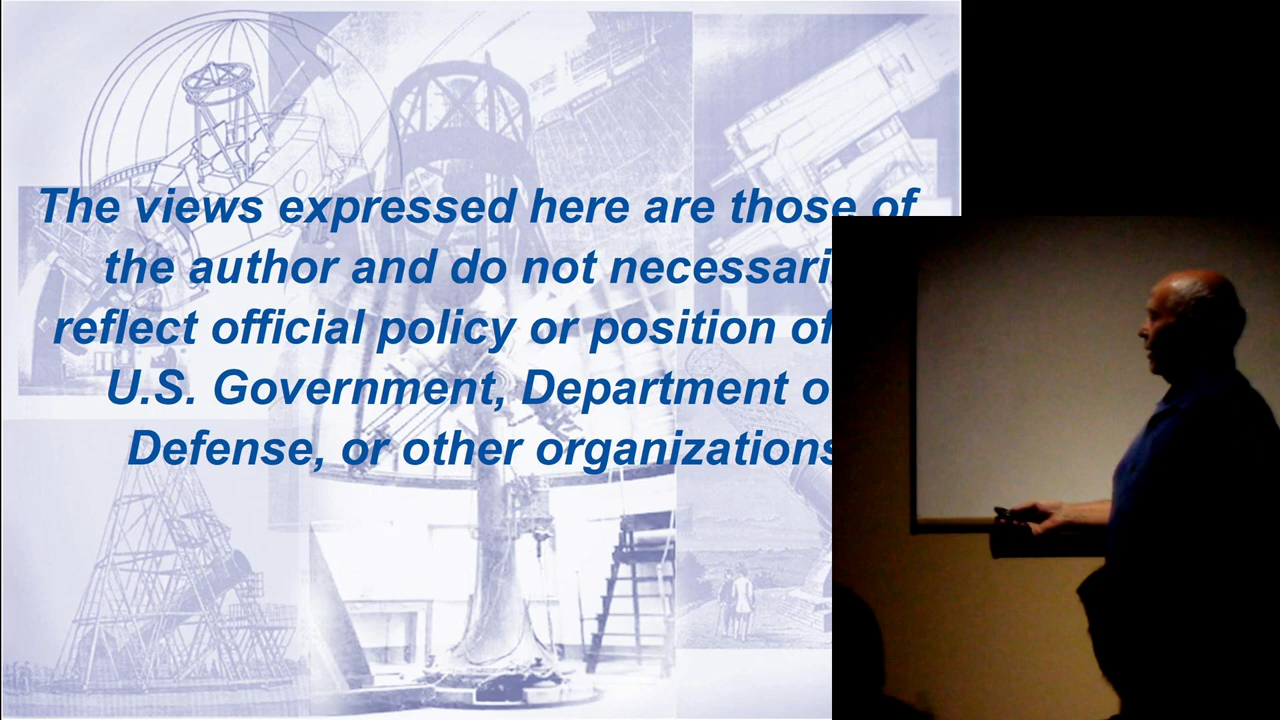 The views expressed here are those of
the author and do not necessari
reflect official policy or position of
U.S. Government, Department o
Defense, or other organizations